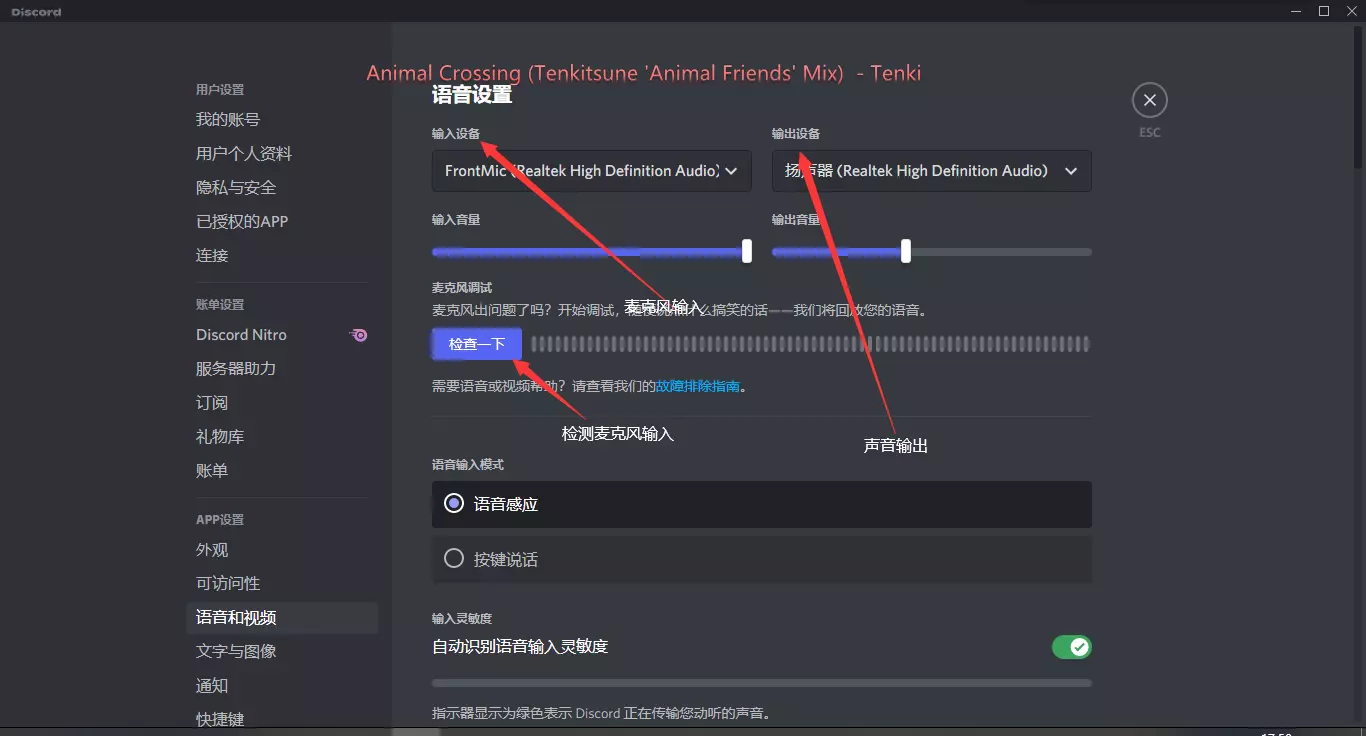 Discord
Animal Crossing (Tenkitsune 'Animal Friends' Mix) - Tenki
用户设置
我的账号
用户个人资料
隐私与安全
已授权的APP
连接
账单设置
Discord Nitro
服务器助力
订阅
礼物库
账单
APP设置
外观
可访问性
语音和视频
文字与图像
通知
快捷键
语音设置
输入设备
输出设备
FrontMic (Realtek High Definition Audio)
扬声器 (Realtek High Definition Audio)
输入音量
输出音量
麦克风调试
麦克风输入
麦克风出问题了吗？开始调试，什么搞笑的话——我们将回放您的语音。
检查一下
需要语音或视频帮助？请查看我们的故障排除指南。
检测麦克风输入
声音输出
语音输入模式
语音感应
按键说话
输入灵敏度
自动识别语音输入灵敏度
指示器显示为绿色表示 Discord 正在传输您动听的声音。
ESC